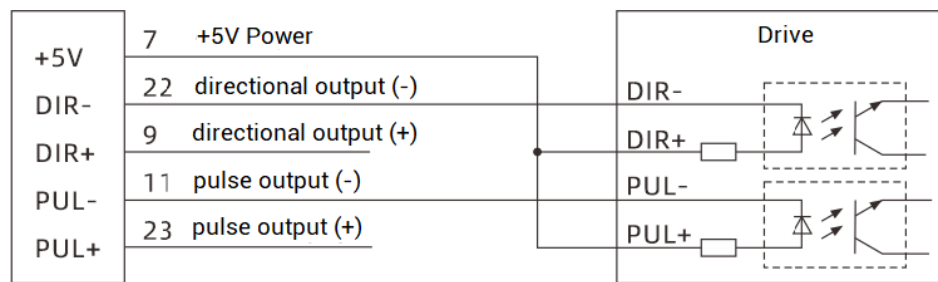 7 +5V Power Drive
+5V
22 directional output (-) DIR-
DIR-
9 directional output (+) DIR+
DIR+
11 pulse output (-) PUL-
PUL-
23 pulse output (+) PUL+
PUL+